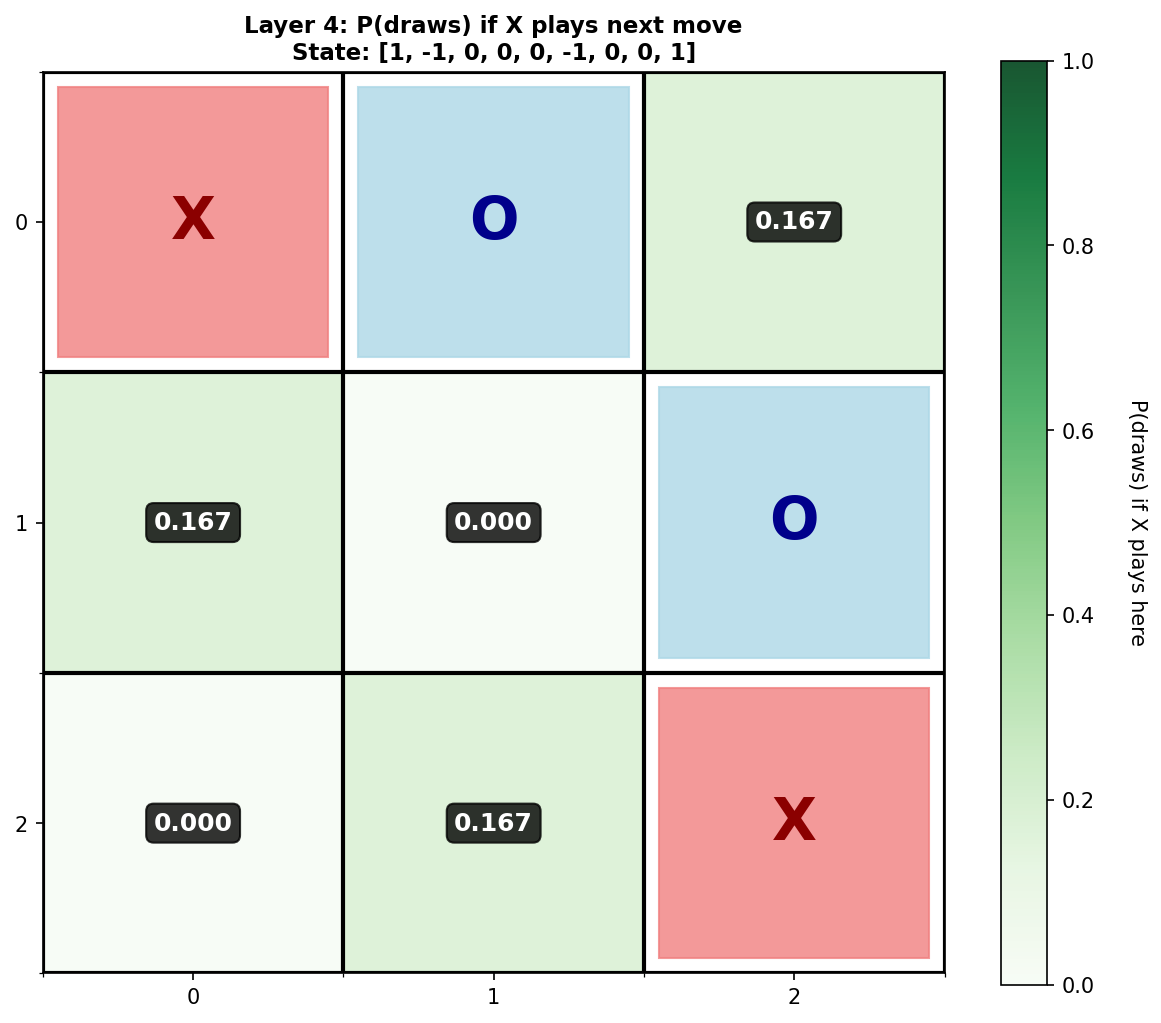 Layer 4: P(draws) if X plays next move
State: [1, -1, 0, 0, 0, -1, 0, 0, 1]
X
O
0.167
0.167
0.000
O
0.000
0.167
X
0
1
2
0
1
2
1.0
0.8
0.6
0.4
0.2
0.0
P(draws) if X plays here